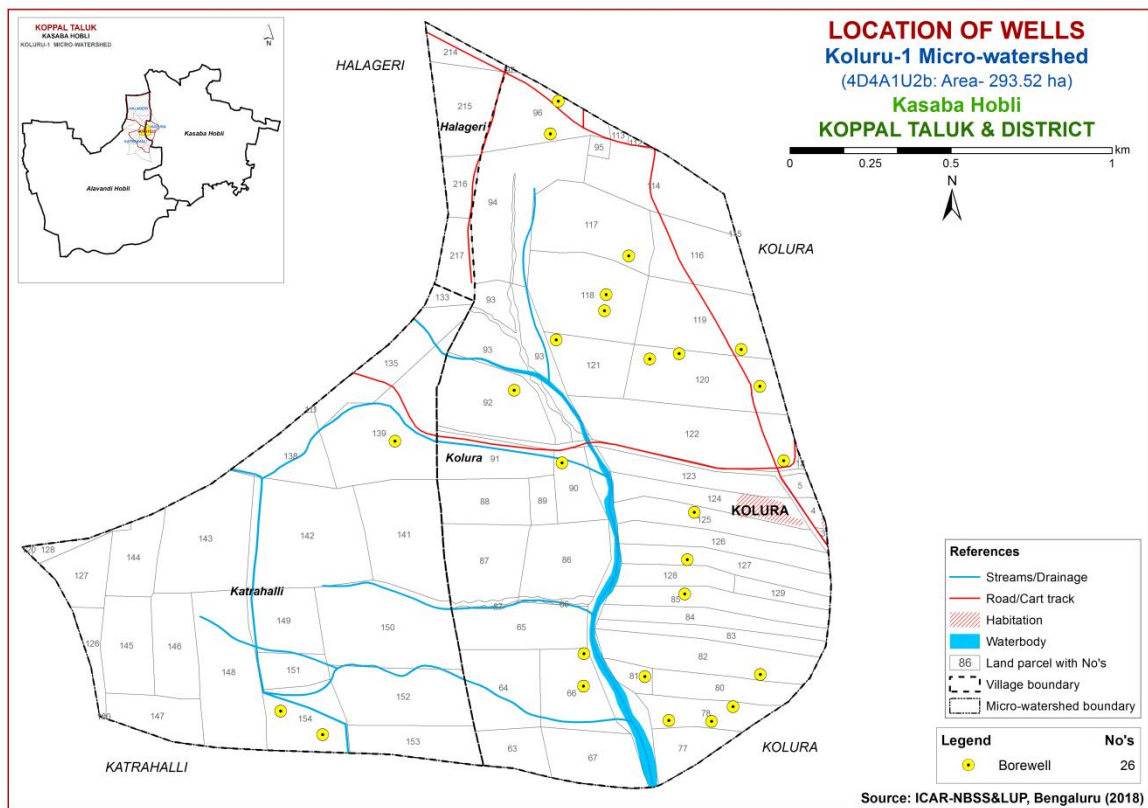 KOPPAL TALUK
KASABA HOBLI
KOLURU-1 MICRO-WATERSHED
N
HALAGERI
Kasaba Hobli
Alavandi Hobli
LOCATION OF WELLS
Koluru-1 Micro-watershed
(4D4A1U2b: Area- 293.52 ha)
Kasaba Hobli
KOPPAL TALUK & DISTRICT
km
0 0.25 0.5 1
N
HALAGERI
214
215
96
Halageri
113
112
95
216
94
114
117
217
116
KOLURA
133
93
118
119
93
93
135
121
120
92
122
139
138
Kolura
91
123
90
5
88
89
124
KOLURA
4
125
143
142
141
126
144
128
87
86
127
127
128
129
85
Katrahalli
149
84
150
65
83
126
145
146
82
148
151
81
64
80
152
66
147
154
78
153
63
67
77
KATRAHALLI
KOLURA
References
Streams/Drainage
Road/Cart track
Habitation
Waterbody
86 Land parcel with No's
Village boundary
Micro-watershed boundary
Legend No's
Borewell 26
Source: ICAR-NBSS&LUP, Bengaluru (2018)